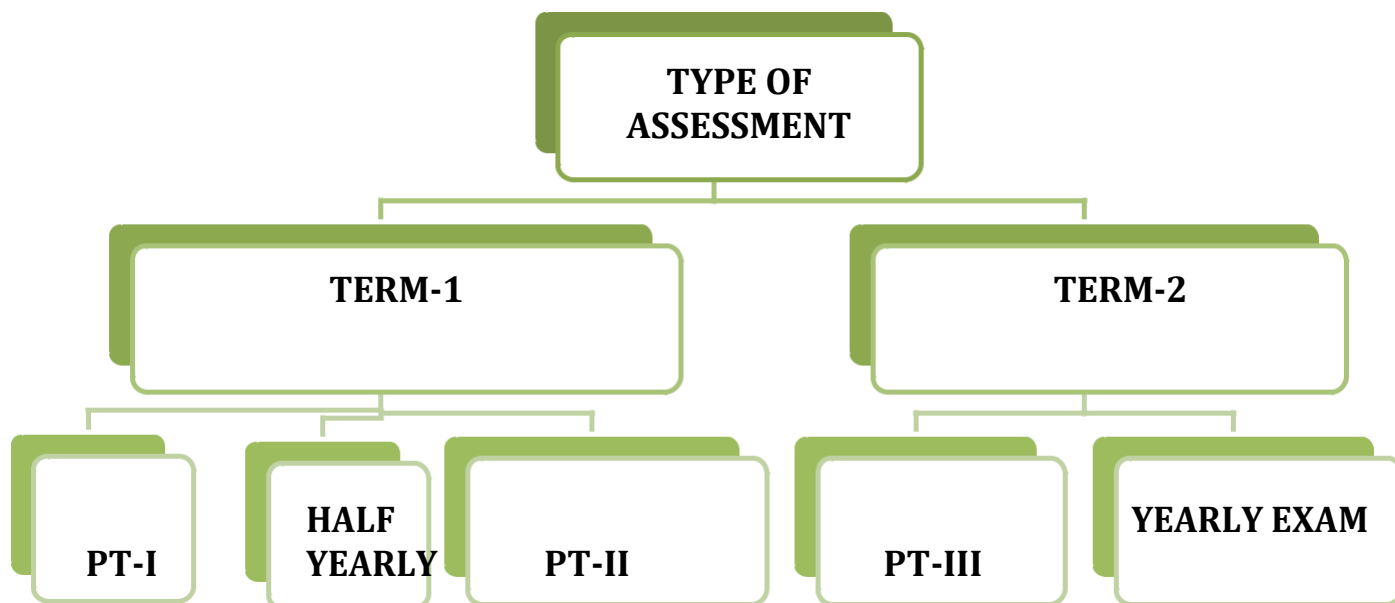 TYPE OF
ASSESSMENT
TERM-1
TERM-2
PT-I
HALF
YEARLY
PT-II
PT-III
YEARLY EXAM